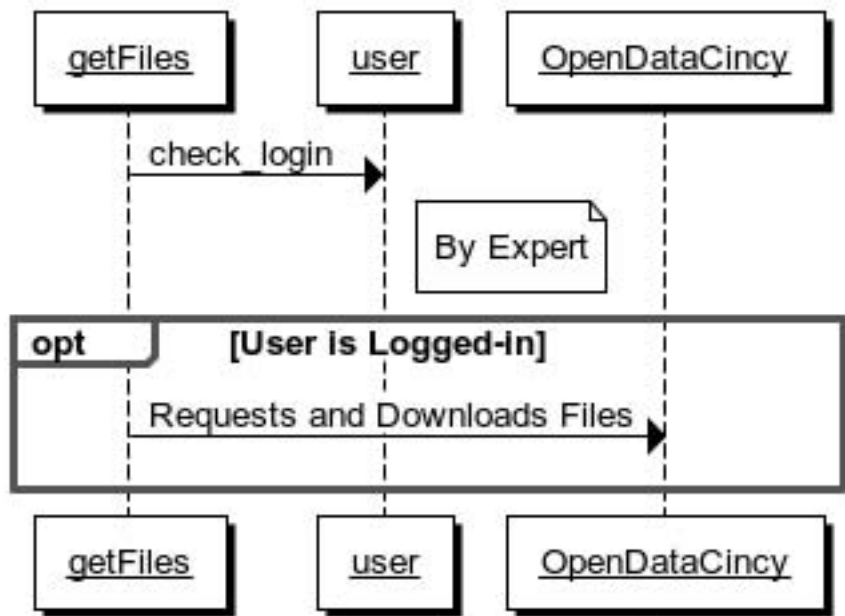 getFiles
user
OpenDataCincy
check_login
By Expert
opt
[User is Logged-in]
Requests and Downloads Files
getFiles
user
OpenDataCincy